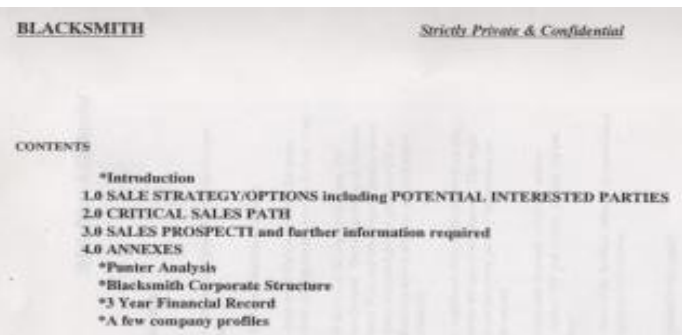 BLACKSMITH Strictly Private & Confidential
CONTENTS
*Introduction
1.0 SALE STRATEGY/OPTIONS including POTENTIAL INTERESTED PARTIES
2.0 CRITICAL SALES PATH
3.0 SALES PROSPECTI and further information required
4.0 ANNEXES
*Punter Analysis
*Blacksmith Corporate Structure
*3 Year Financial Record
*A few company profiles